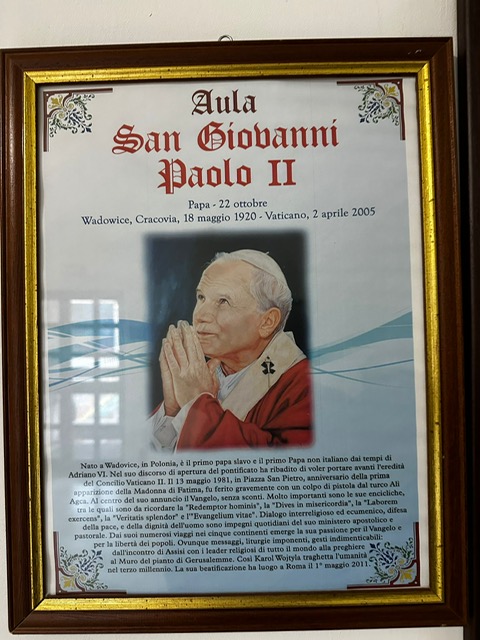 Aula
San Giovanni
Paolo II
Papa - 22 ottobre
Wadowice, Cracovia, 18 maggio 1920 - Vaticano, 2 aprile 2005
Nato a Wadowice, in Polonia, è il primo papa slavo e il primo Papa non italiano dai tempi di
Adriano VI. Nel suo discorso di apertura del pontificato ha ribadito di voler portare avanti l'eredità
del Concilio Vaticano II. Il 13 maggio 1981, in Piazza San Pietro, anniversario della prima
apparizione della Madonna di Fatima, fu ferito gravemente con un colpo di pistola dal turco Alì
Agca. Al centro del suo annuncio il Vangelo, senza sconti. Molto importanti sono le sue encicliche,
tra le quali sono da ricordare la "Redemptor hominis", la "Dives in misericordia", la "Laborem
exercens", la "Veritatis splendor" e l'"Evangelium vitae". Dialogo interreligioso ed ecumenico, difesa
della pace, e della dignità dell'uomo sono impegni quotidiani del suo ministero apostolico e
pastorale. Dai suoi numerosi viaggi nei cinque continenti emerge la sua passione per il Vangelo e
per la libertà dei popoli. Ovunque messaggi, liturgie imponenti, gesti indimenticabili:
dall'incontro di Assisi con i leader religiosi di tutto il mondo alla preghiere
al Muro del pianto di Gerusalemme. Così Karol Wojtyla traghetta l'umanità
nel terzo millennio. La sua beatificazione ha luogo a Roma il 1° maggio 2011.